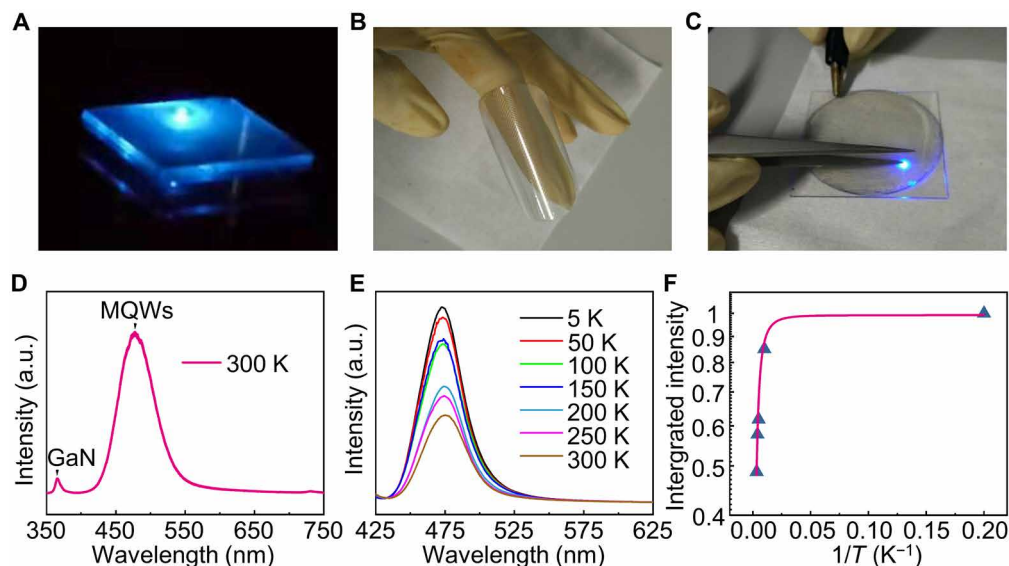 A
B
C
D
MQWs
300 K
GaN
Intensity (a.u.)
350 450 550 650 750
Wavelength (nm)
E
5 K
50 K
100 K
150 K
200 K
250 K
300 K
Intensity (a.u.)
425 475 525 575 625
Wavelength (nm)
F
1
0.9
0.8
0.7
0.6
0.5
0.4
Intergrated intensity
0.00 0.05 0.10 0.15 0.20
1/T (K⁻¹)